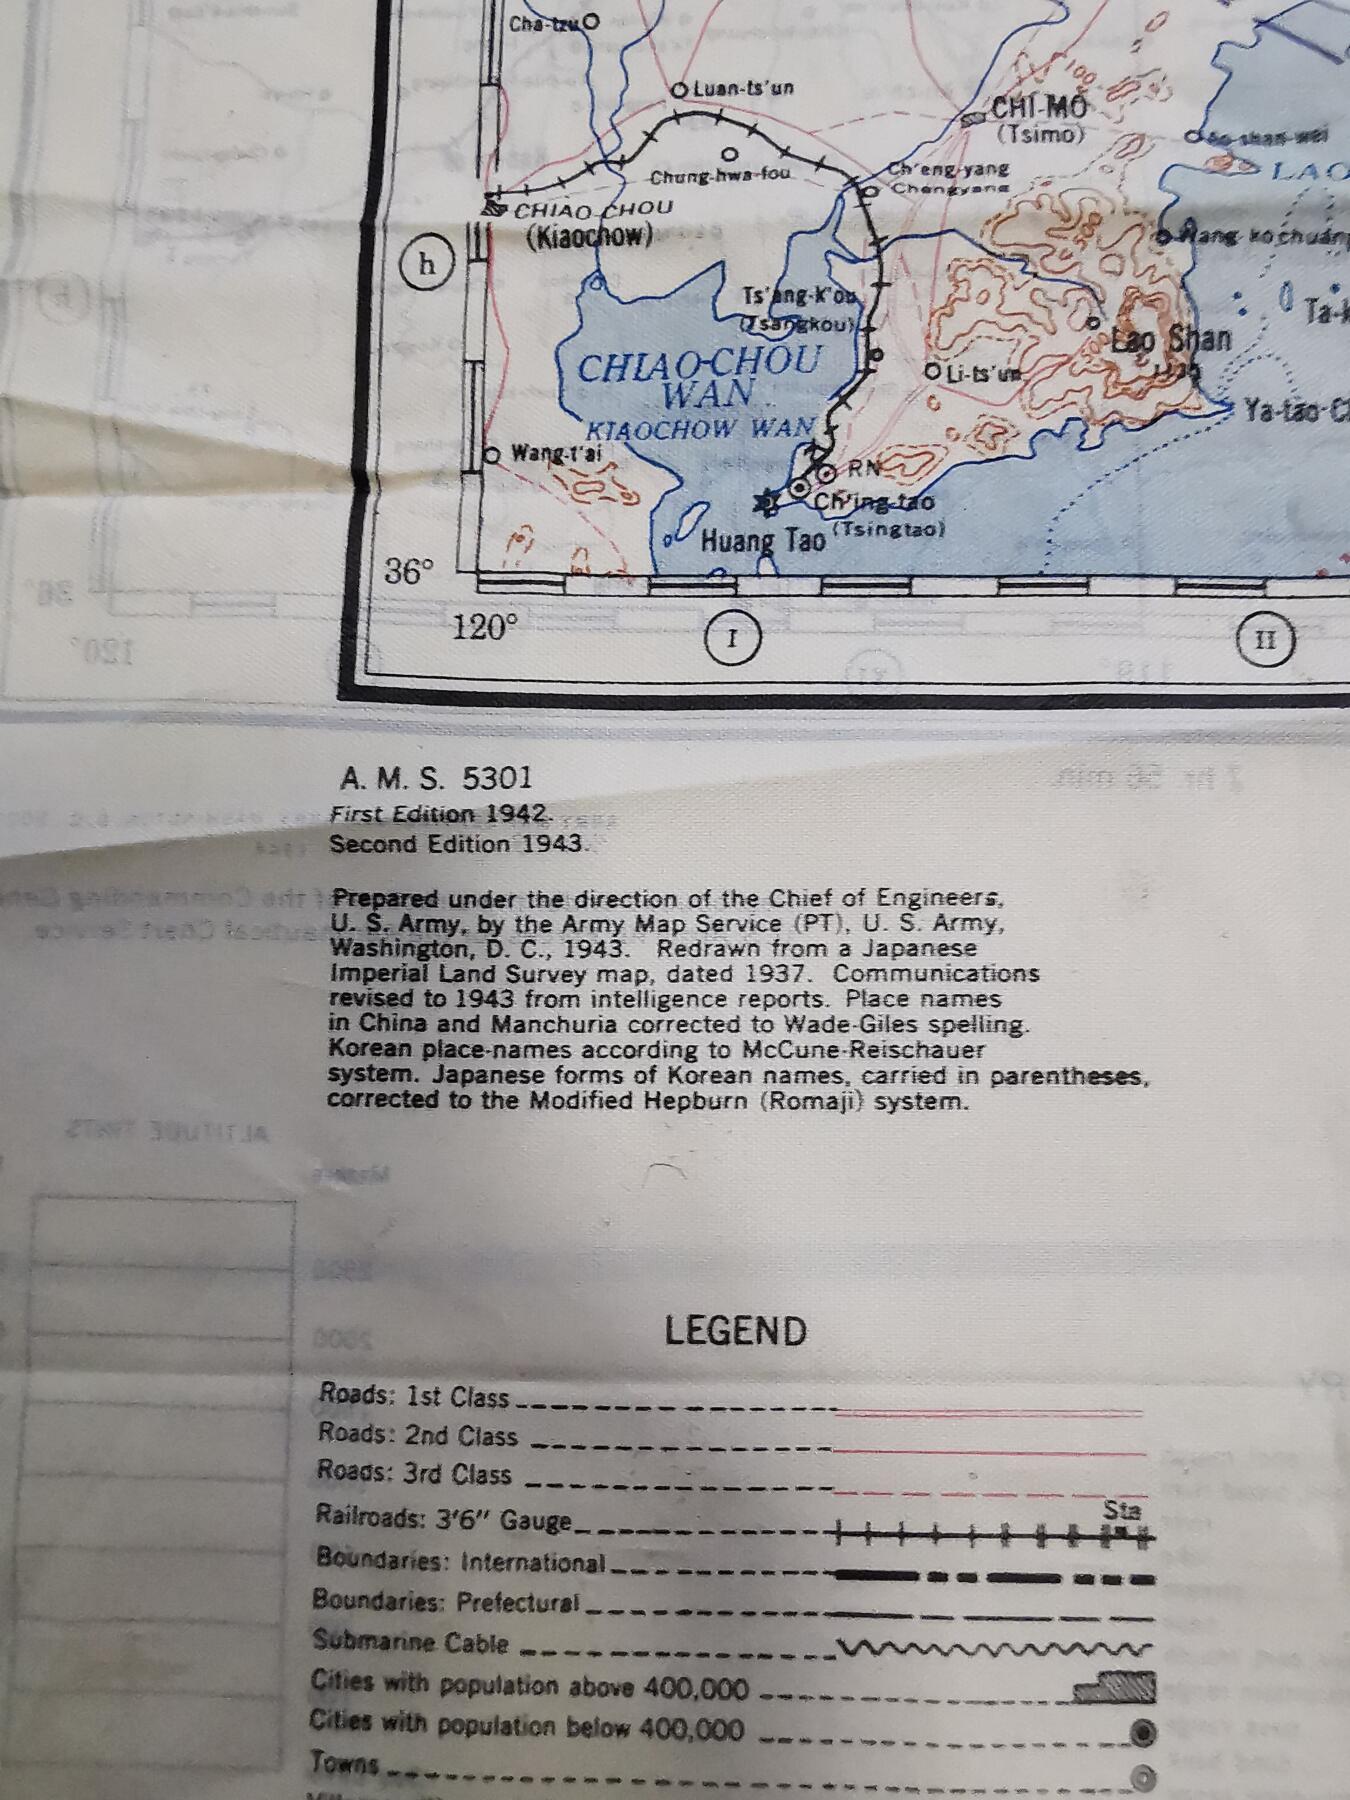 Cha-tzu
Luan-ts'un
100
CHI-MO
(Tsimo)
Chung-hwa-fou
Ch'eng-yang
Chengyang
LAO
CHIAO-CHOU
(Kiaochow)
h
Ts'ang-k'ou
(Tsangkou)
Lao Shan
Ta-k
CHIAO-CHOU
WAN
Li-ts'un
KIAOCHOW WAN
Wang-t'ai
RN
Ch'ing-tao
(Tsingtao)
Huang Tao
36°
120°
I
II
A. M. S. 5301
First Edition 1942.
Second Edition 1943.
Prepared under the direction of the Chief of Engineers,
U. S. Army, by the Army Map Service (PT), U. S. Army,
Washington, D. C., 1943. Redrawn from a Japanese
Imperial Land Survey map, dated 1937. Communications
revised to 1943 from intelligence reports. Place names
in China and Manchuria corrected to Wade-Giles spelling.
Korean place-names according to McCune-Reischauer
system. Japanese forms of Korean names, carried in parentheses,
corrected to the Modified Hepburn (Romaji) system.
LEGEND
Roads: 1st Class
Roads: 2nd Class
Roads: 3rd Class
Railroads: 3'6" Gauge
Sta
Boundaries: International
Boundaries: Prefectural
Submarine Cable
Cities with population above 400,000
Cities with population below 400,000
Towns